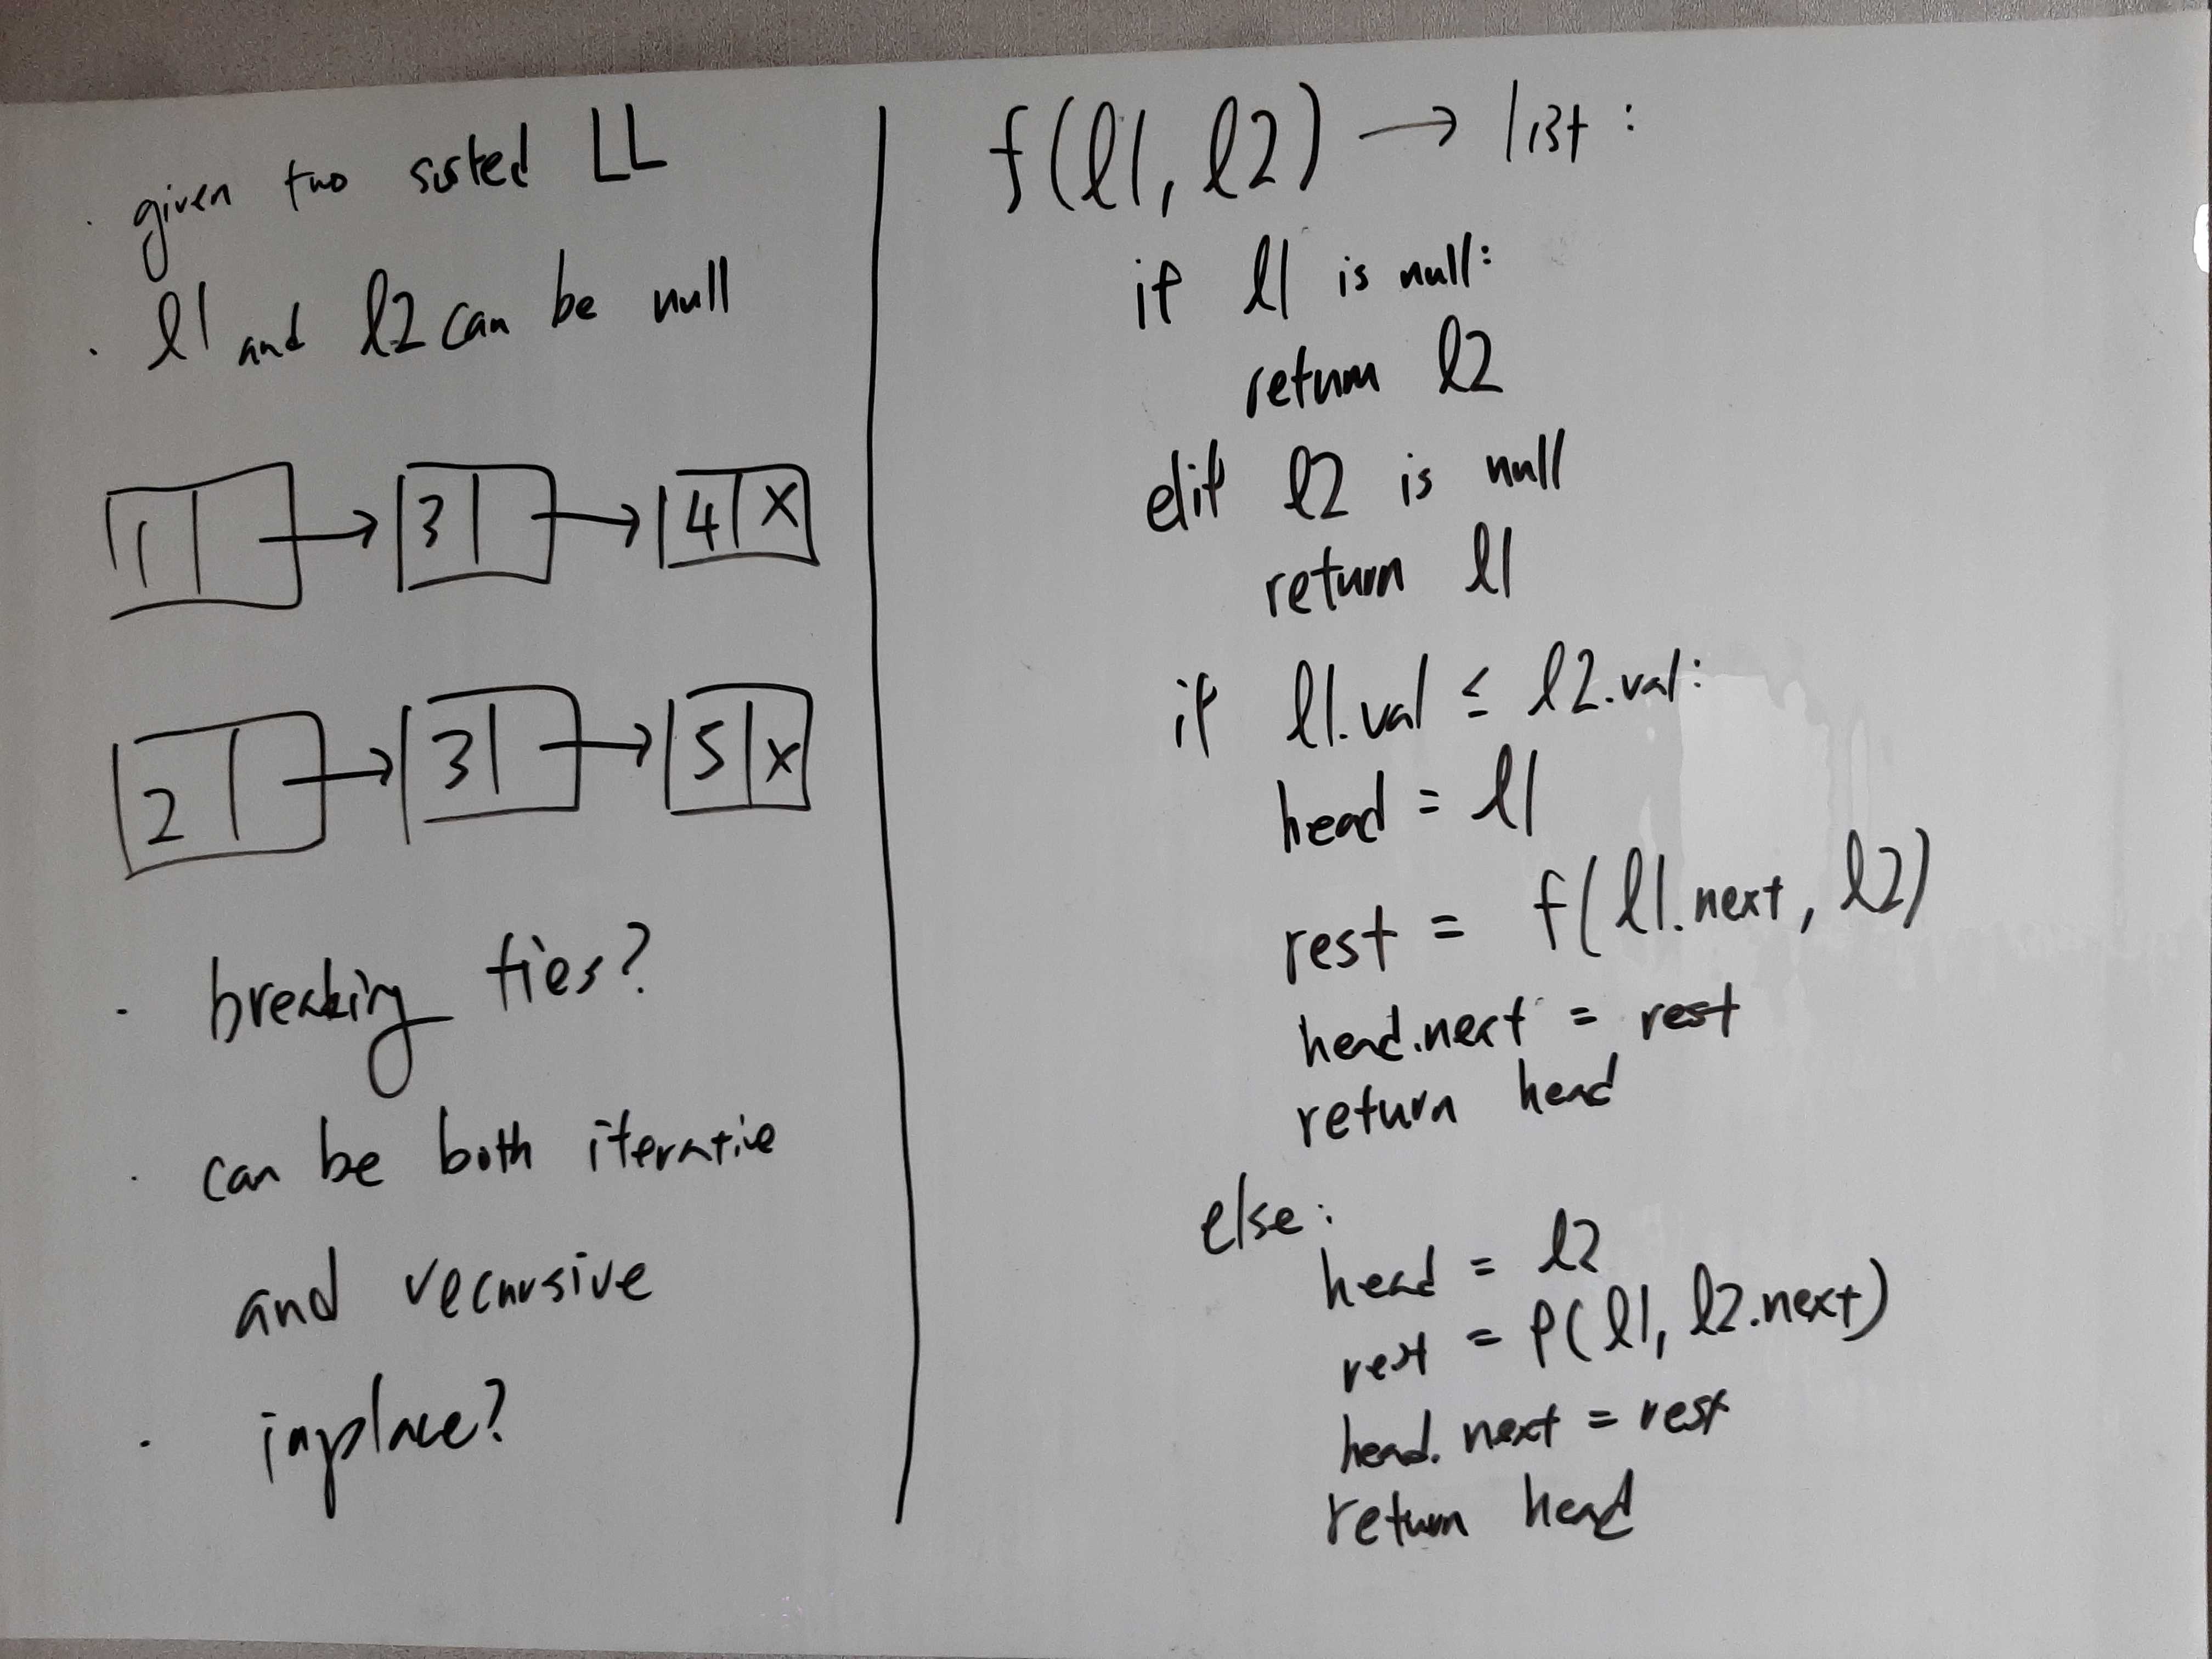 · given two sorted LL
· l1 and l2 can be null
1 3 4 X
2 3 5 X
· breaking ties?
· can be both iterative
and recursive
· inplace?
f(l1, l2) → list:
if l1 is null:
return l2
elif l2 is null
return l1
if l1.val ≤ l2.val:
head = l1
rest = f(l1.next, l2)
head.next = rest
return head
else:
head = l2
rest = f(l1, l2.next)
head.next = rest
return head